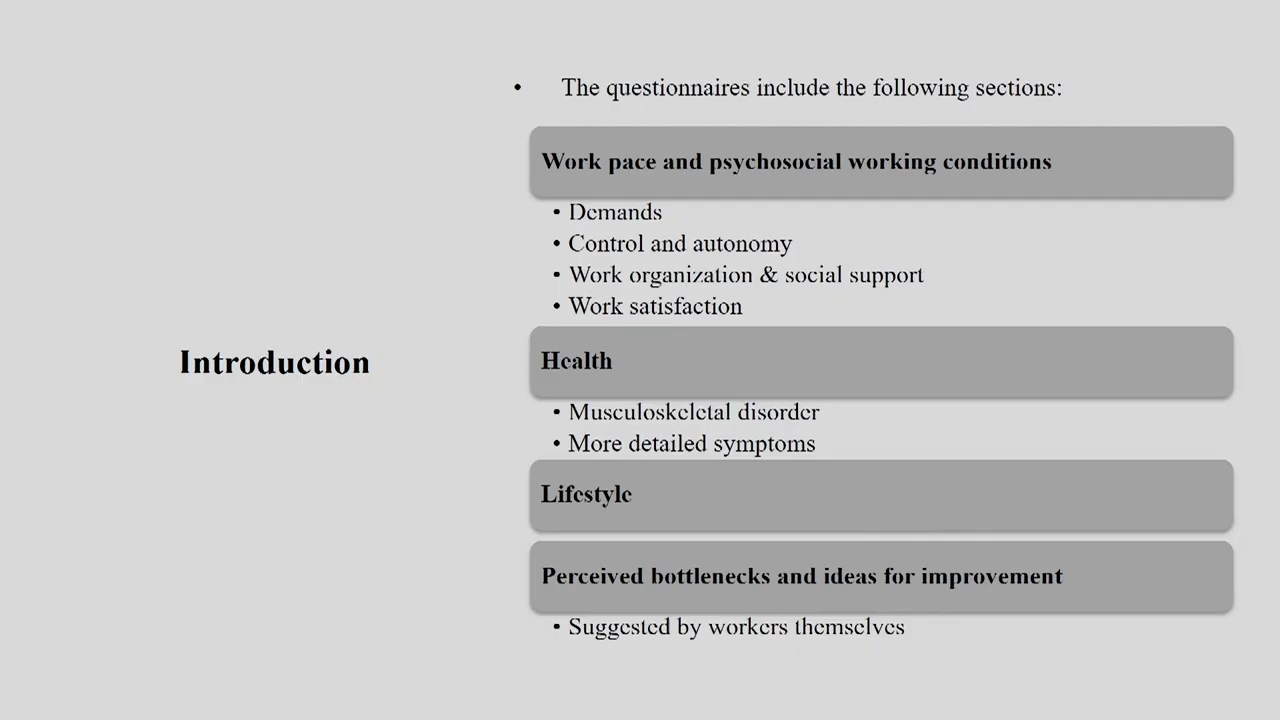 Introduction
• The questionnaires include the following sections:
Work pace and psychosocial working conditions
• Demands
• Control and autonomy
• Work organization & social support
• Work satisfaction
Health
• Musculoskeletal disorder
• More detailed symptoms
Lifestyle
Perceived bottlenecks and ideas for improvement
• Suggested by workers themselves